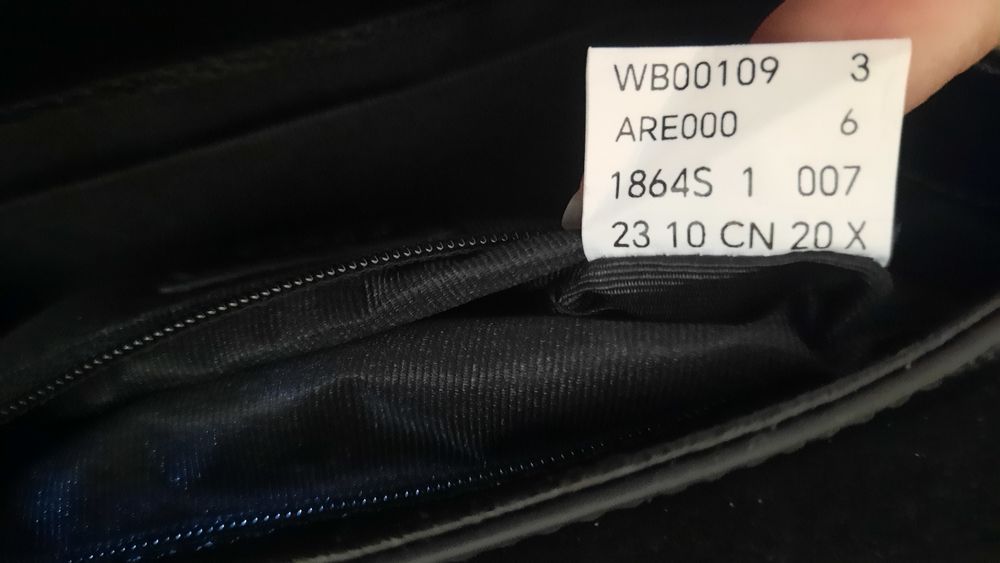 WB00109 3
ARE000 6
1864S 1 007
23 10 CN 20 X